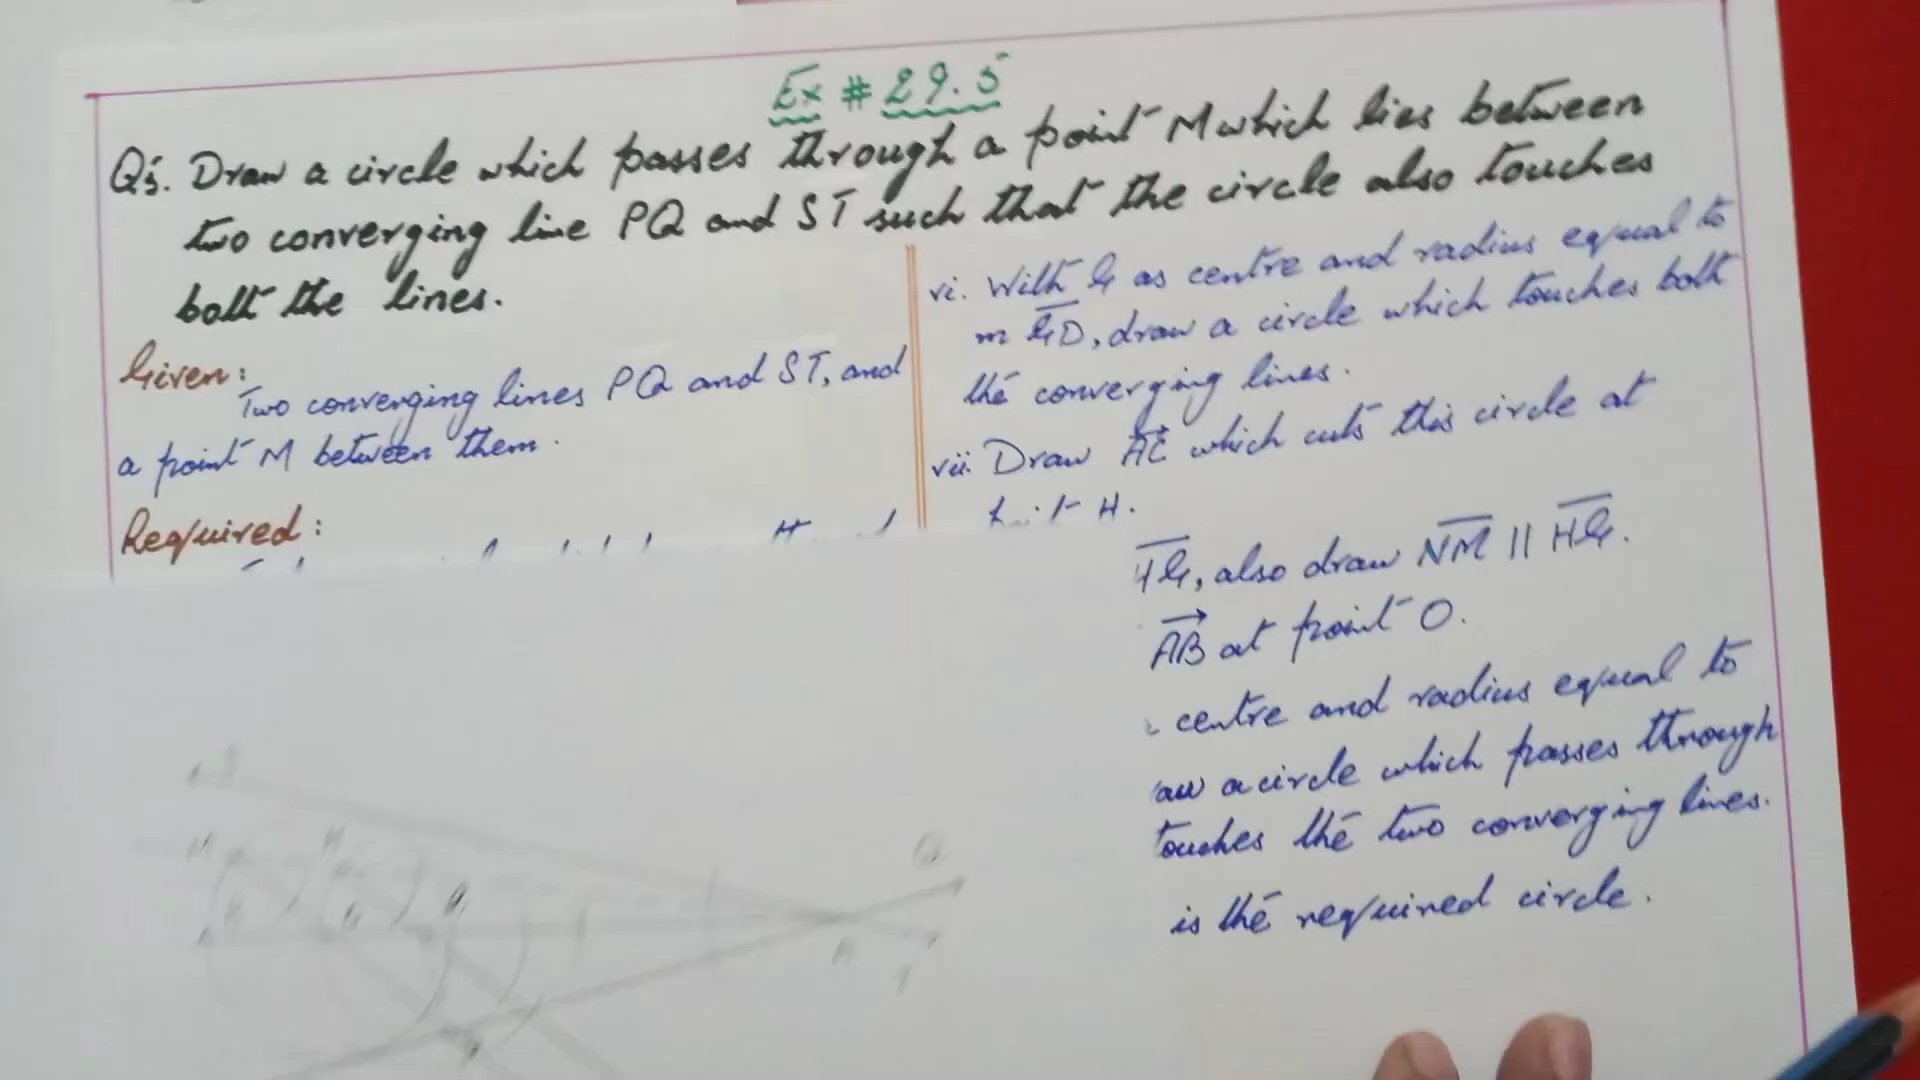 Ex # 29.5
Q5. Draw a circle which passes through a point M which lies between
two converging line PQ and ST such that the circle also touches
both the lines.
Given:
Two converging lines PQ and ST, and
a point M between them.
Required:
vi. With G as centre and radius equal to
m GD, draw a circle which touches both
the converging lines.
vii. Draw AC which cuts this circle at
H.
HG, also draw NM || HG.
AB at point O.
centre and radius equal to
a circle which passes through
touches the two converging lines.
is the required circle.
Q
T